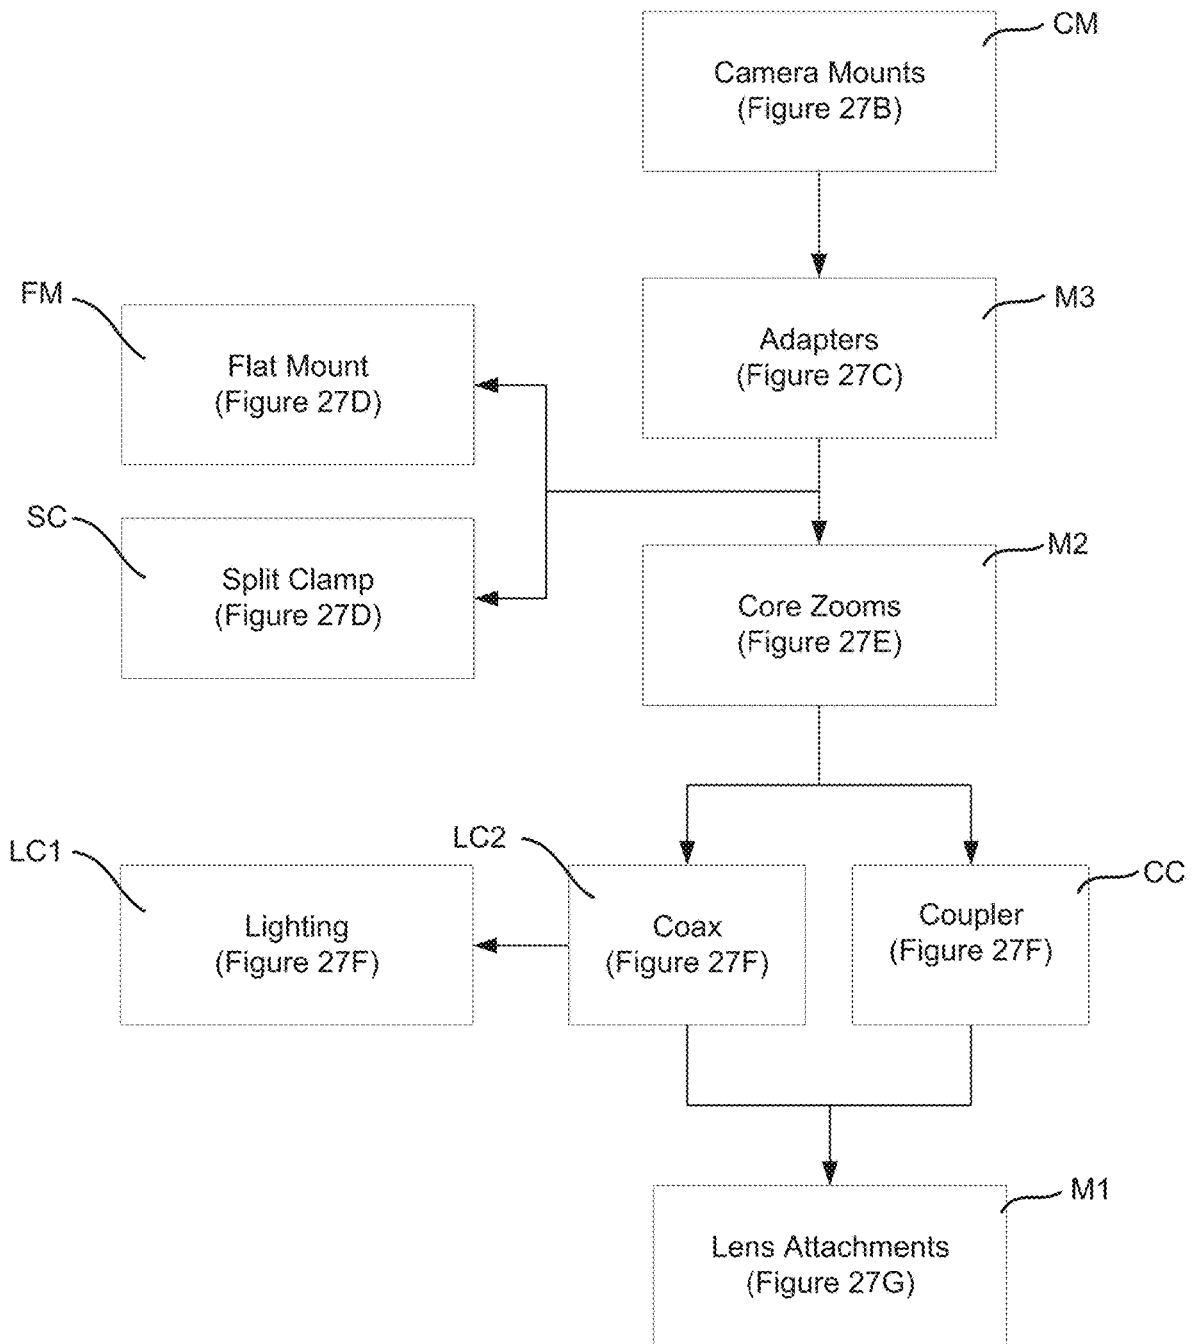 CM
Camera Mounts
(Figure 27B)
FM
M3
Flat Mount
(Figure 27D)
Adapters
(Figure 27C)
SC
M2
Split Clamp
(Figure 27D)
Core Zooms
(Figure 27E)
LC1
LC2
CC
Lighting
(Figure 27F)
Coax
(Figure 27F)
Coupler
(Figure 27F)
M1
Lens Attachments
(Figure 27G)